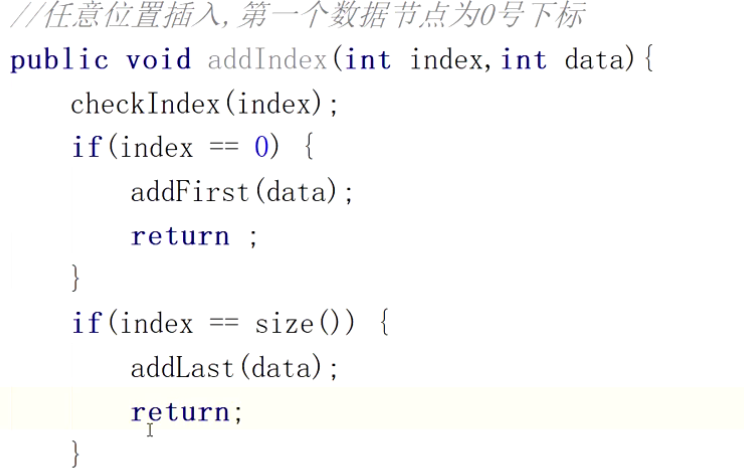 //任意位置插入,第一个数据节点为0号下标
public void addIndex(int index,int data){
    checkIndex(index);
    if(index == 0) {
        addFirst(data);
        return ;
    }
    if(index == size()) {
        addLast(data);
        return;
    }